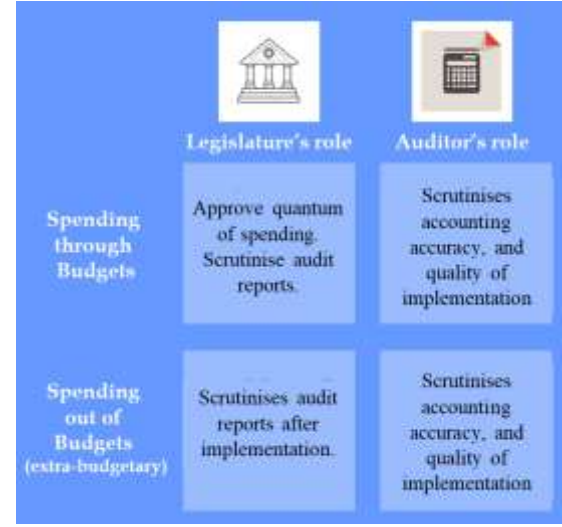 Legislature's role
Auditor's role
Spending
through
Budgets
Approve quantum
of spending.
Scrutinise audit
reports.
Scrutinises
accounting
accuracy, and
quality of
implementation
Spending
out of
Budgets
(extra-budgetary)
Scrutinises audit
reports after
implementation.
Scrutinises
accounting
accuracy, and
quality of
implementation